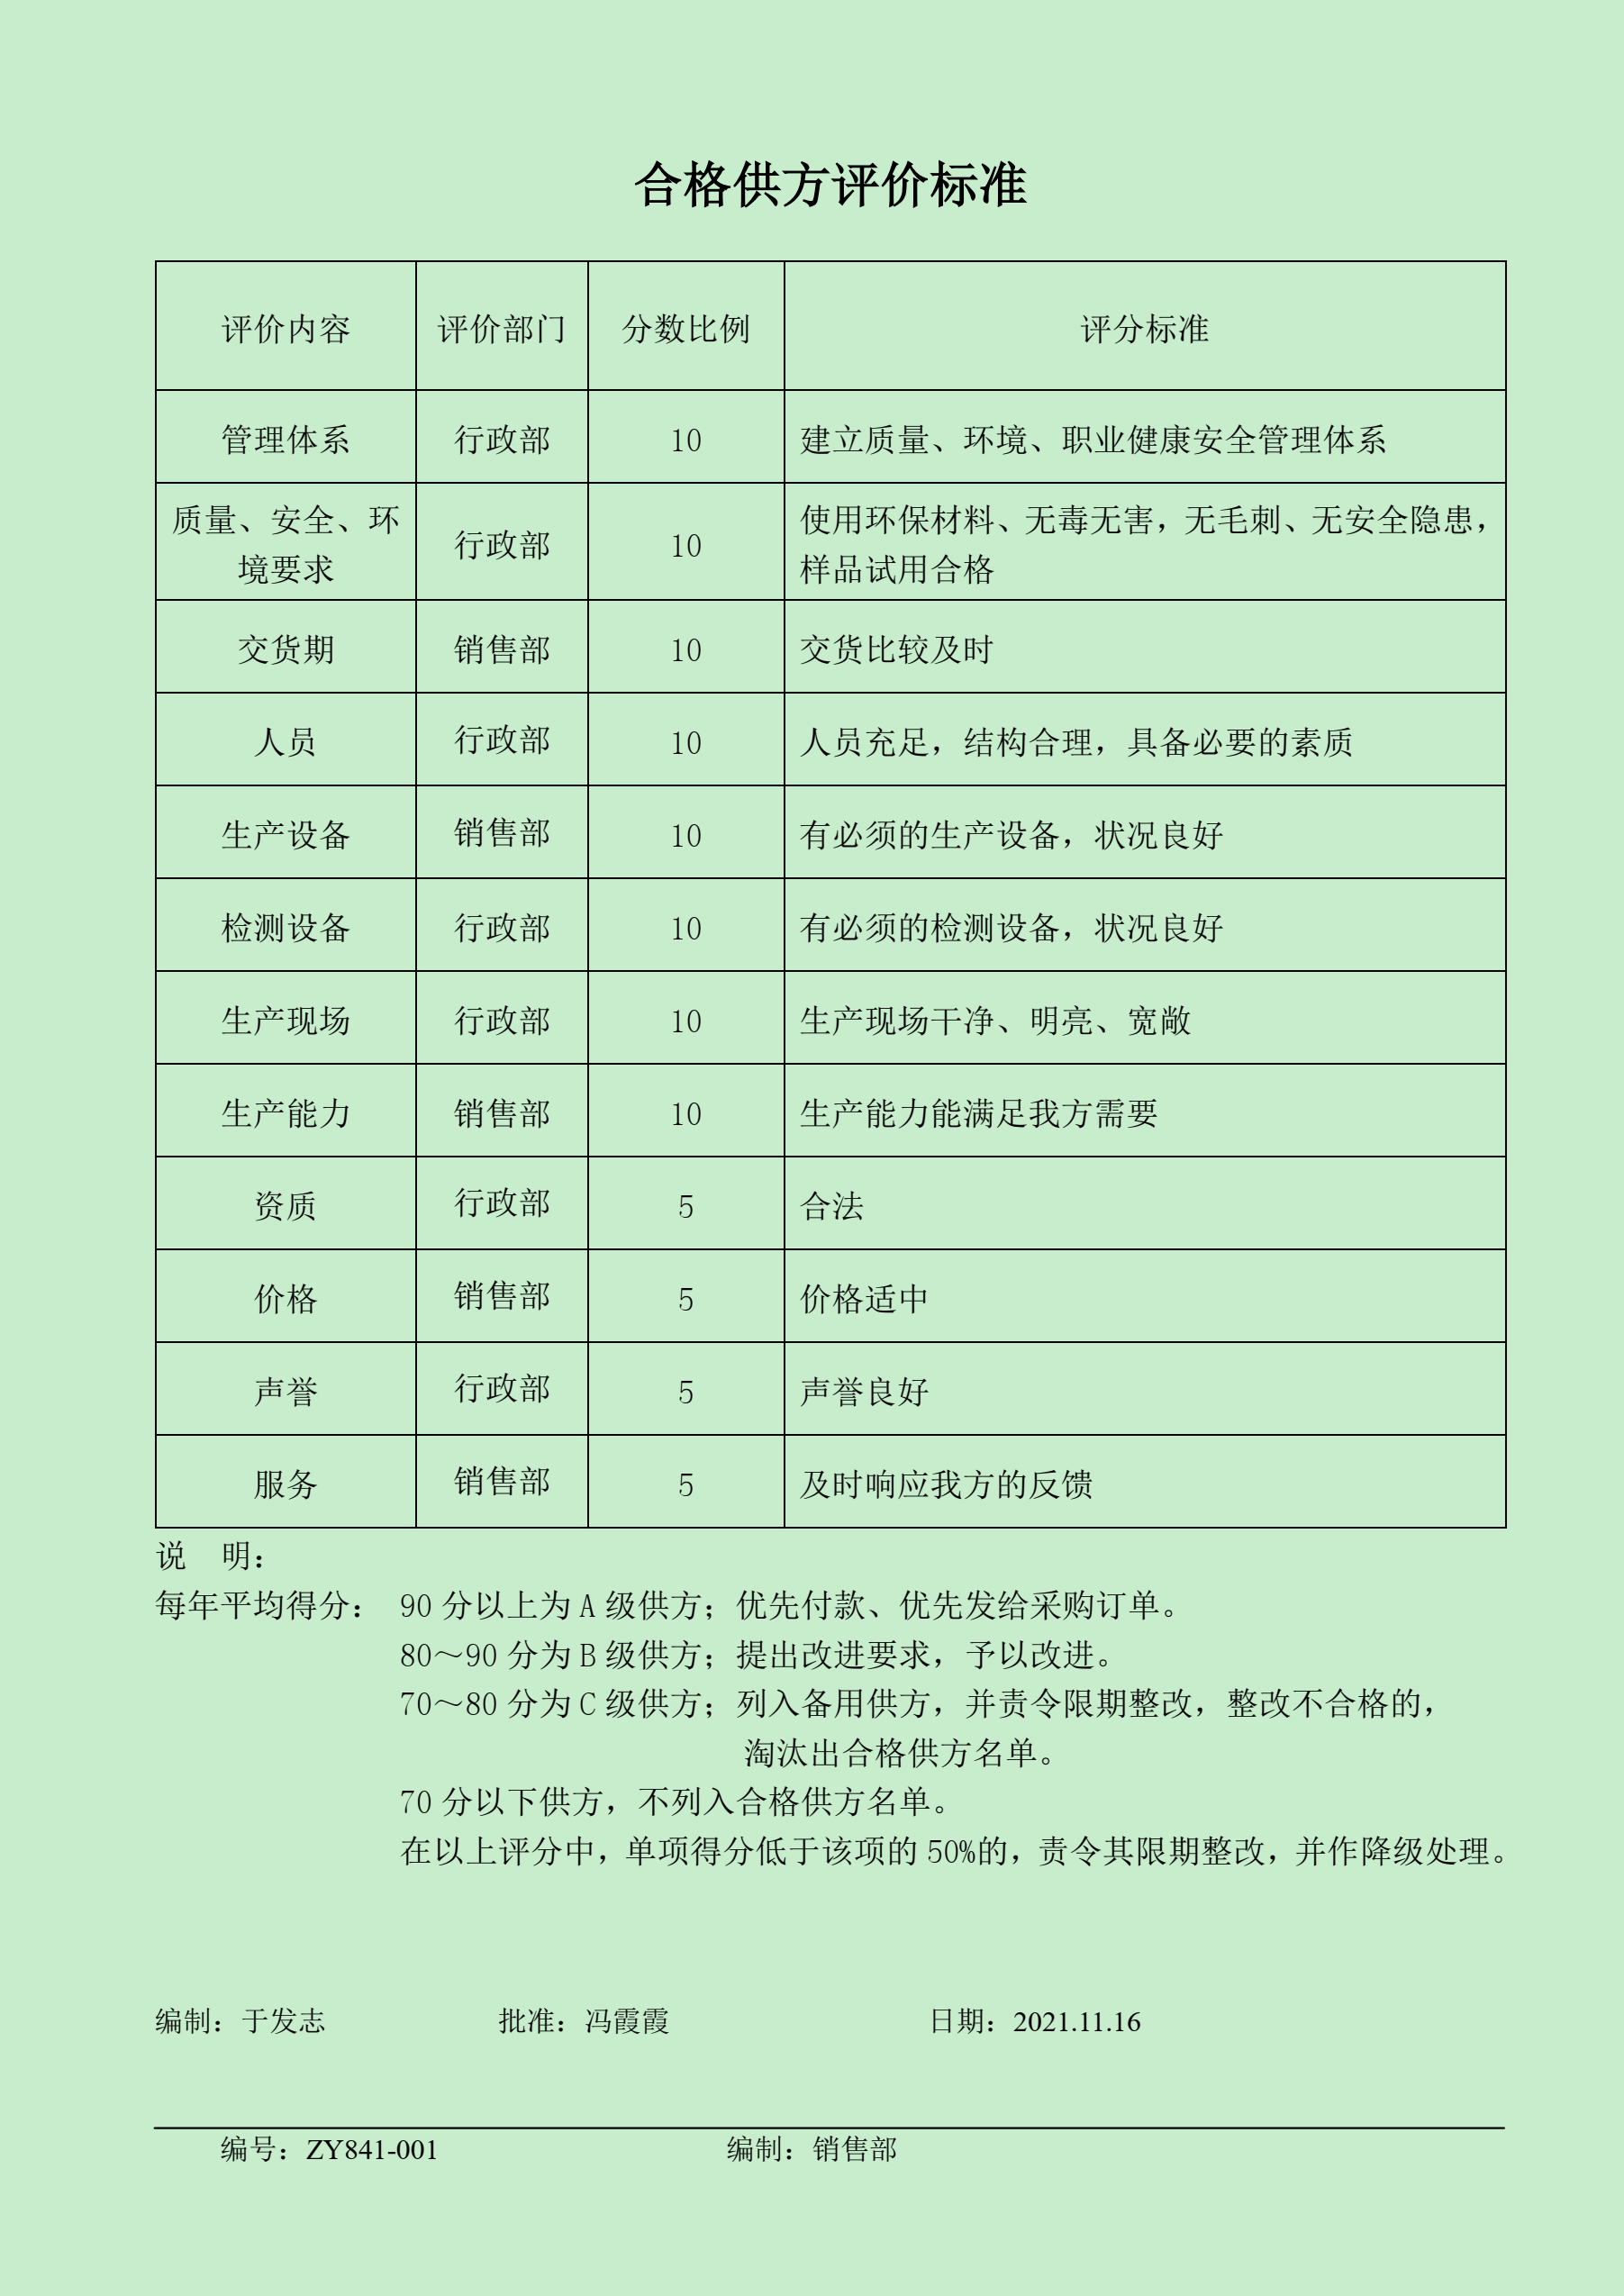 合格供方评价标准
评价内容 评价部门 分数比例 评分标准
管理体系 行政部 10 建立质量、环境、职业健康安全管理体系
质量、安全、环
境要求 行政部 10 使用环保材料、无毒无害，无毛刺、无安全隐患，
样品试用合格
交货期 销售部 10 交货比较及时
人员 行政部 10 人员充足，结构合理，具备必要的素质
生产设备 销售部 10 有必须的生产设备，状况良好
检测设备 行政部 10 有必须的检测设备，状况良好
生产现场 行政部 10 生产现场干净、明亮、宽敞
生产能力 销售部 10 生产能力能满足我方需要
资质 行政部 5 合法
价格 销售部 5 价格适中
声誉 行政部 5 声誉良好
服务 销售部 5 及时响应我方的反馈
说 明：
每年平均得分： 90 分以上为 A 级供方；优先付款、优先发给采购订单。
80～90 分为 B 级供方；提出改进要求，予以改进。
70～80 分为 C 级供方；列入备用供方，并责令限期整改，整改不合格的，
淘汰出合格供方名单。
70 分以下供方，不列入合格供方名单。
在以上评分中，单项得分低于该项的 50%的，责令其限期整改，并作降级处理。
编制：于发志 批准：冯霞霞 日期：2021.11.16
编号：ZY841-001 编制：销售部